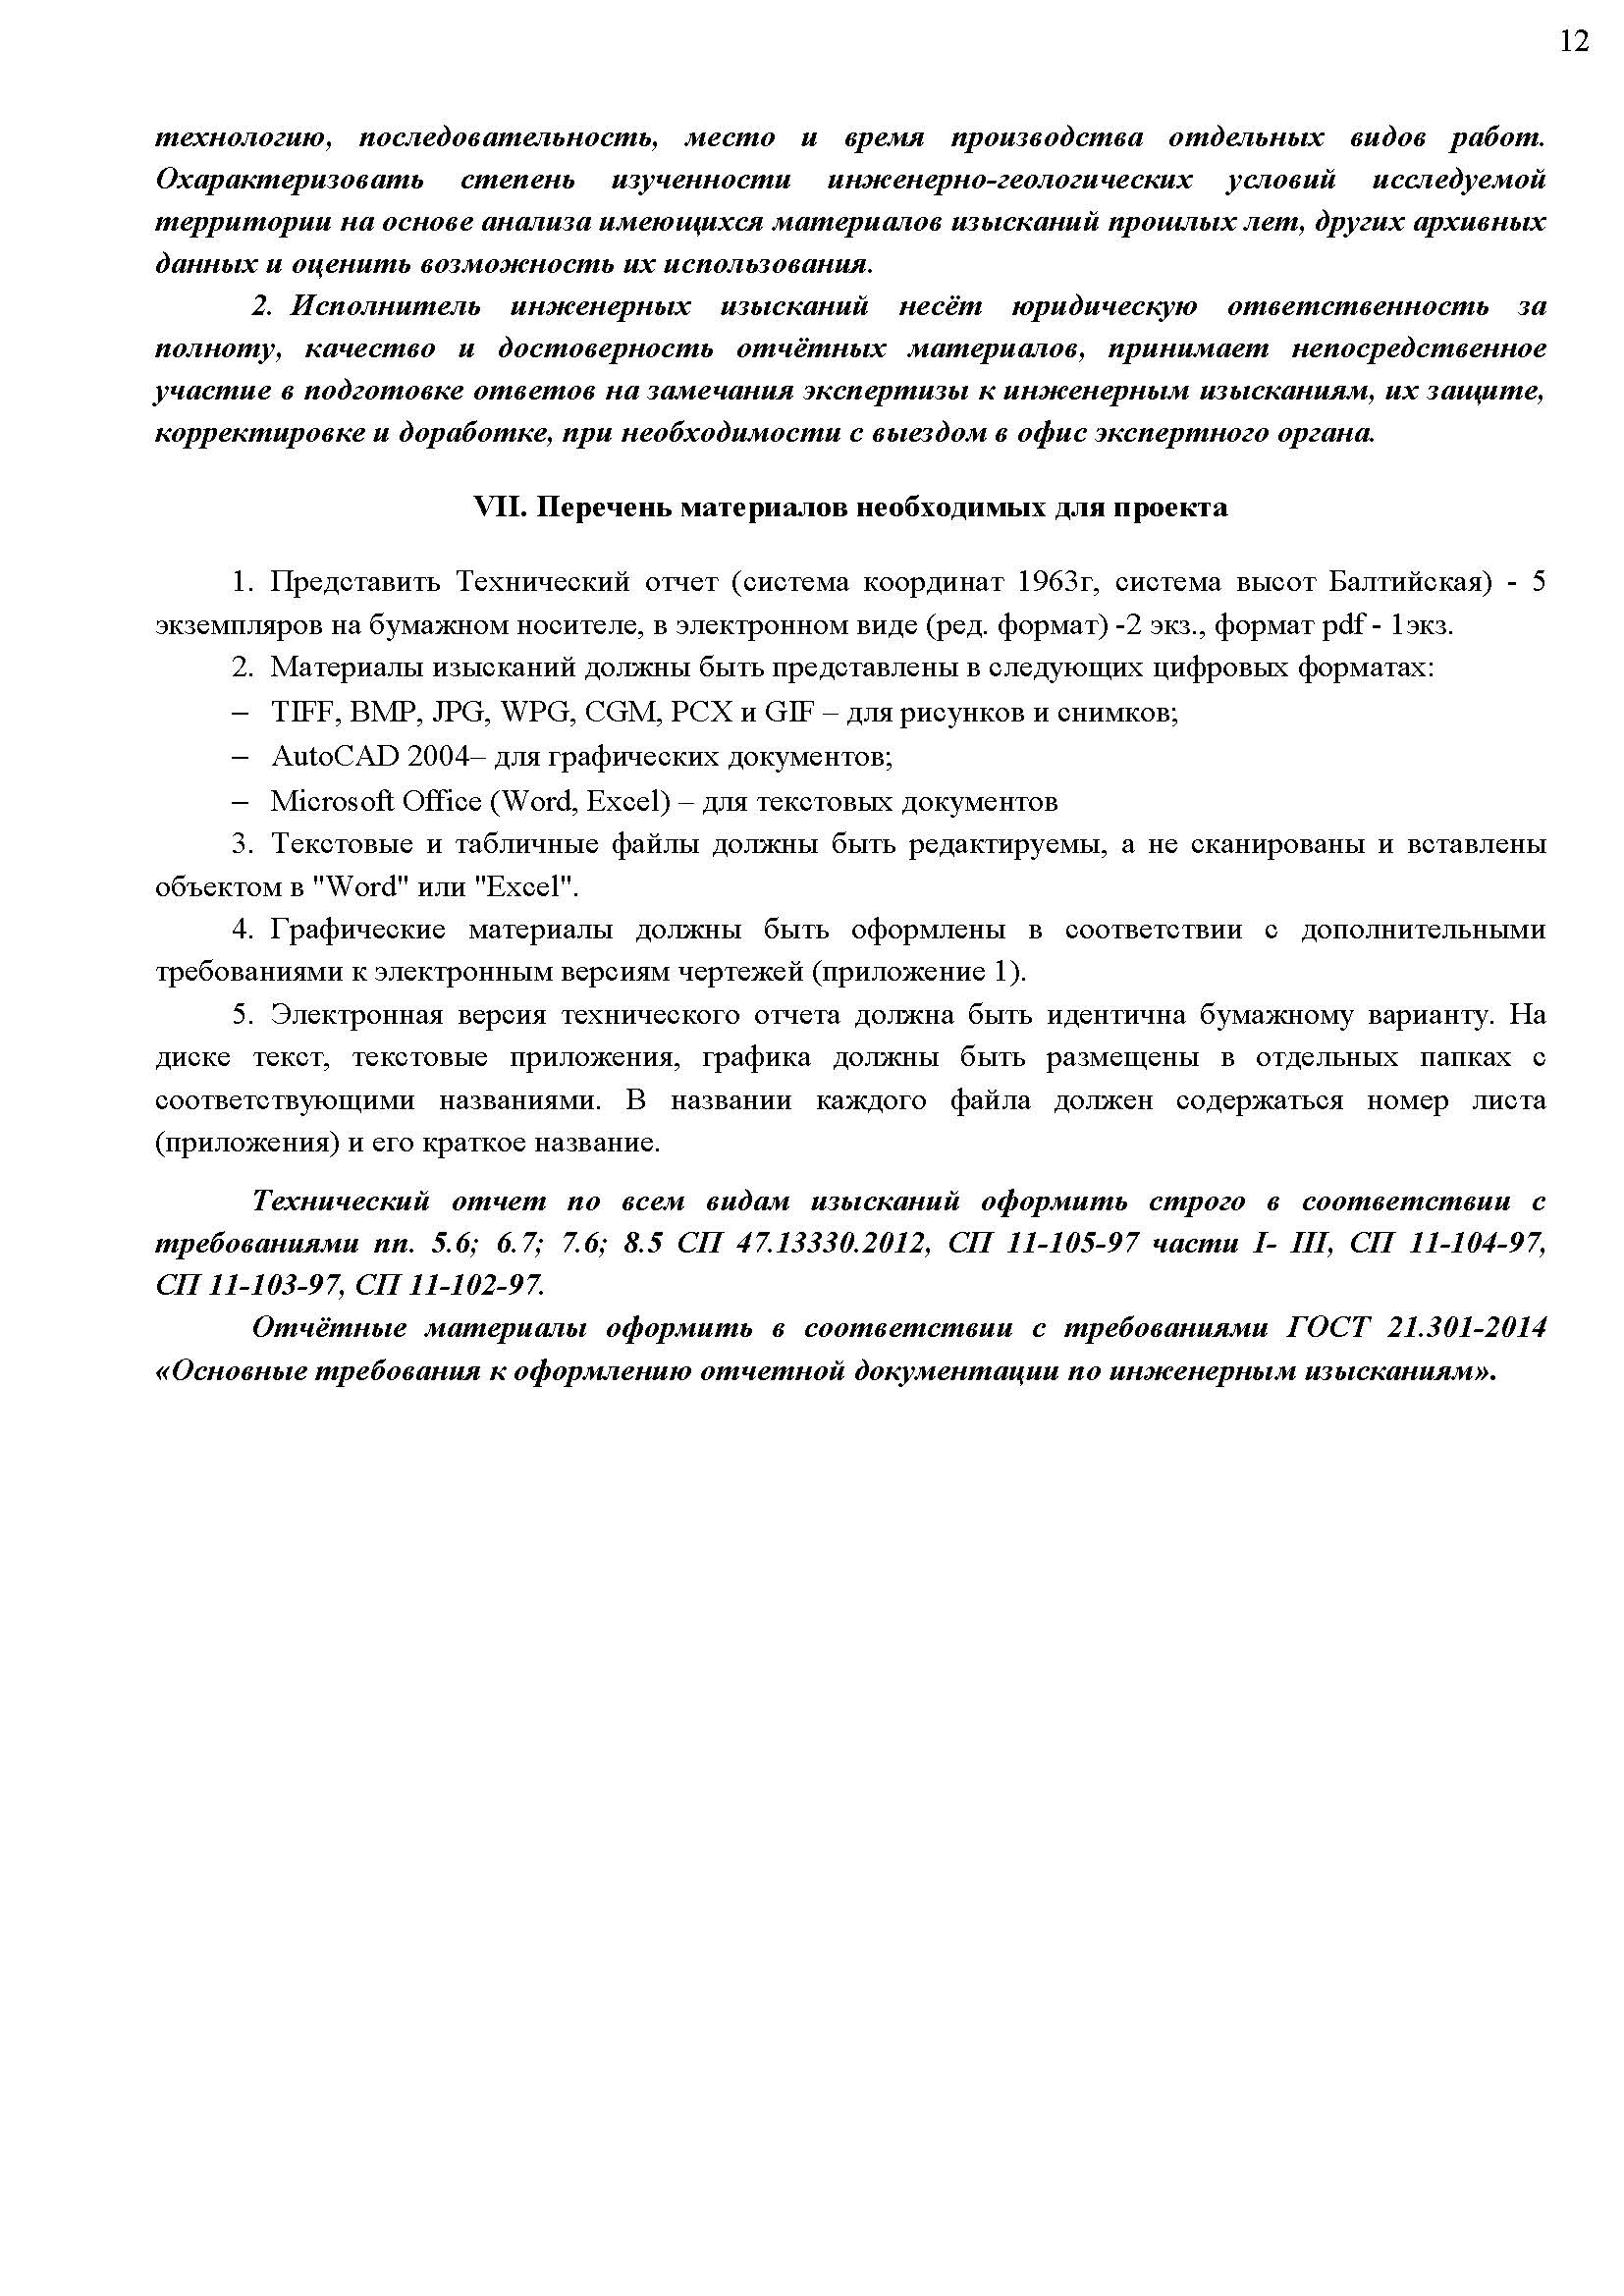 12
технологию, последовательность, место и время производства отдельных видов работ.
Охарактеризовать степень изученности инженерно-геологических условий исследуемой
территории на основе анализа имеющихся материалов изысканий прошлых лет, других архивных
данных и оценить возможность их использования.
2. Исполнитель инженерных изысканий несёт юридическую ответственность за
полноту, качество и достоверность отчётных материалов, принимает непосредственное
участие в подготовке ответов на замечания экспертизы к инженерным изысканиям, их защите,
корректировке и доработке, при необходимости с выездом в офис экспертного органа.
VII. Перечень материалов необходимых для проекта
1. Представить Технический отчет (система координат 1963г, система высот Балтийская) - 5
экземпляров на бумажном носителе, в электронном виде (ред. формат) -2 экз., формат pdf - 1экз.
2. Материалы изысканий должны быть представлены в следующих цифровых форматах:
– TIFF, BMP, JPG, WPG, CGM, PCX и GIF – для рисунков и снимков;
– AutoCAD 2004– для графических документов;
– Microsoft Office (Word, Excel) – для текстовых документов
3. Текстовые и табличные файлы должны быть редактируемы, а не сканированы и вставлены
объектом в "Word" или "Excel".
4. Графические материалы должны быть оформлены в соответствии с дополнительными
требованиями к электронным версиям чертежей (приложение 1).
5. Электронная версия технического отчета должна быть идентична бумажному варианту. На
диске текст, текстовые приложения, графика должны быть размещены в отдельных папках с
соответствующими названиями. В названии каждого файла должен содержаться номер листа
(приложения) и его краткое название.
Технический отчет по всем видам изысканий оформить строго в соответствии с
требованиями пп. 5.6; 6.7; 7.6; 8.5 СП 47.13330.2012, СП 11-105-97 части I- III, СП 11-104-97,
СП 11-103-97, СП 11-102-97.
Отчётные материалы оформить в соответствии с требованиями ГОСТ 21.301-2014
«Основные требования к оформлению отчетной документации по инженерным изысканиям».